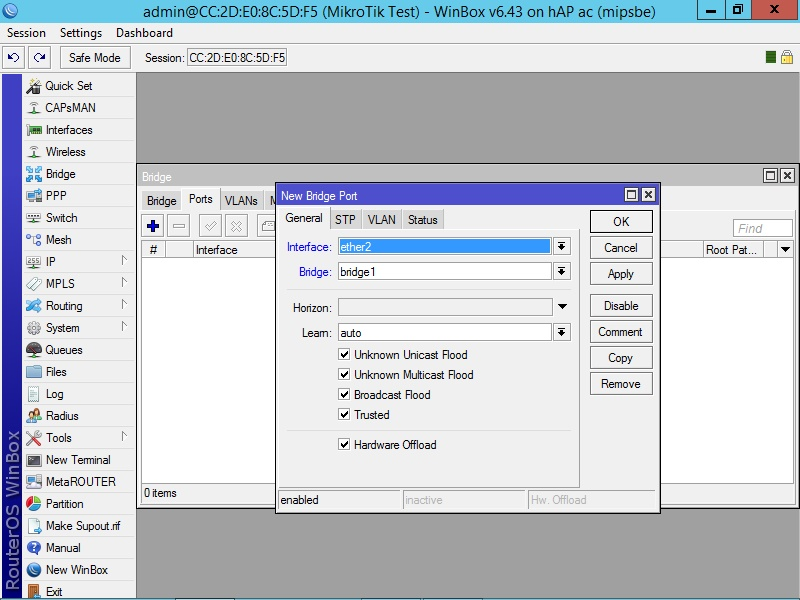 admin@CC:2D:E0:8C:5D:F5 (MikroTik Test) - WinBox v6.43 on hAP ac (mipsbe)
Session Settings Dashboard
Safe Mode Session: CC:2D:E0:8C:5D:F5
Quick Set
CAPsMAN
Interfaces
Wireless
Bridge
PPP
Switch
Mesh
IP
MPLS
Routing
System
Queues
Files
Log
Radius
Tools
New Terminal
MetaROUTER
Partition
Make Supout.rif
Manual
New WinBox
Exit
RouterOS WinBox
Bridge
Bridge Ports VLANs
Find
# Interface Root Pat...
0 items
New Bridge Port
General STP VLAN Status
Interface: ether2
Bridge: bridge1
Horizon:
Learn: auto
Unknown Unicast Flood
Unknown Multicast Flood
Broadcast Flood
Trusted
Hardware Offload
OK
Cancel
Apply
Disable
Comment
Copy
Remove
enabled inactive Hw. Offload